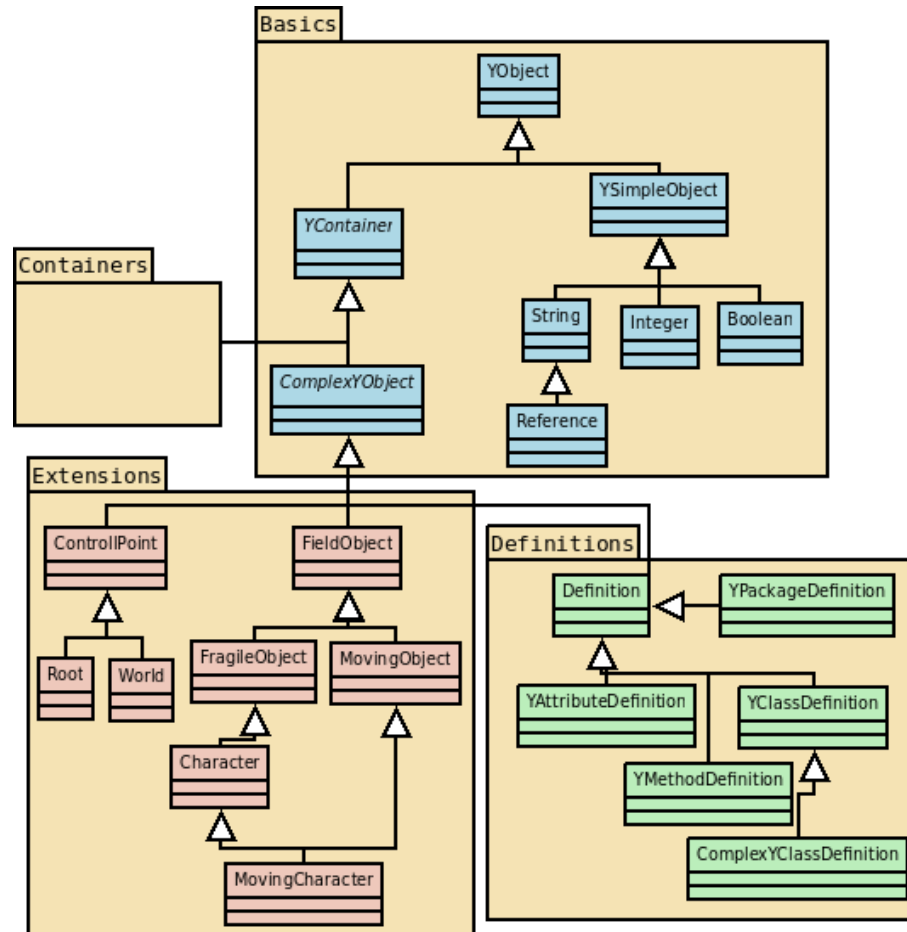 Basics
YObject
YSimpleObject
YContainer
Containers
String
Integer
Boolean
ComplexYObject
Reference
Extensions
ControllPoint
FieldObject
Definitions
Definition
YPackageDefinition
FragileObject
MovingObject
Root
World
YAttributeDefinition
YClassDefinition
Character
YMethodDefinition
ComplexYClassDefinition
MovingCharacter